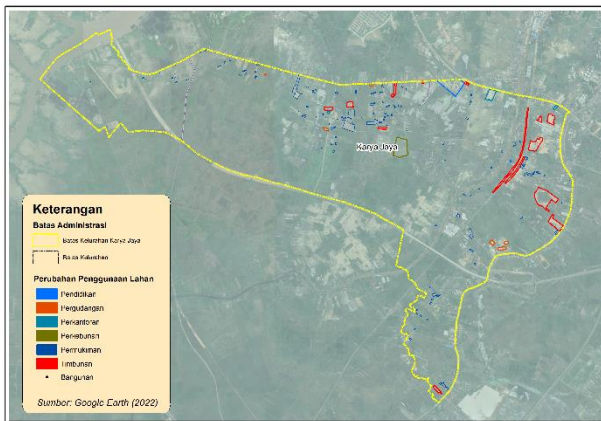 Karya Jaya
Keterangan
Batas Administrasi
Batas Kelurahan Karya Jaya
Batas Kelurahan
Perubahan Penggunaan Lahan
Pendidikan
Pergudangan
Perkantoran
Perkebunan
Permukiman
Timbunan
Bangunan
Sumber: Google Earth (2022)